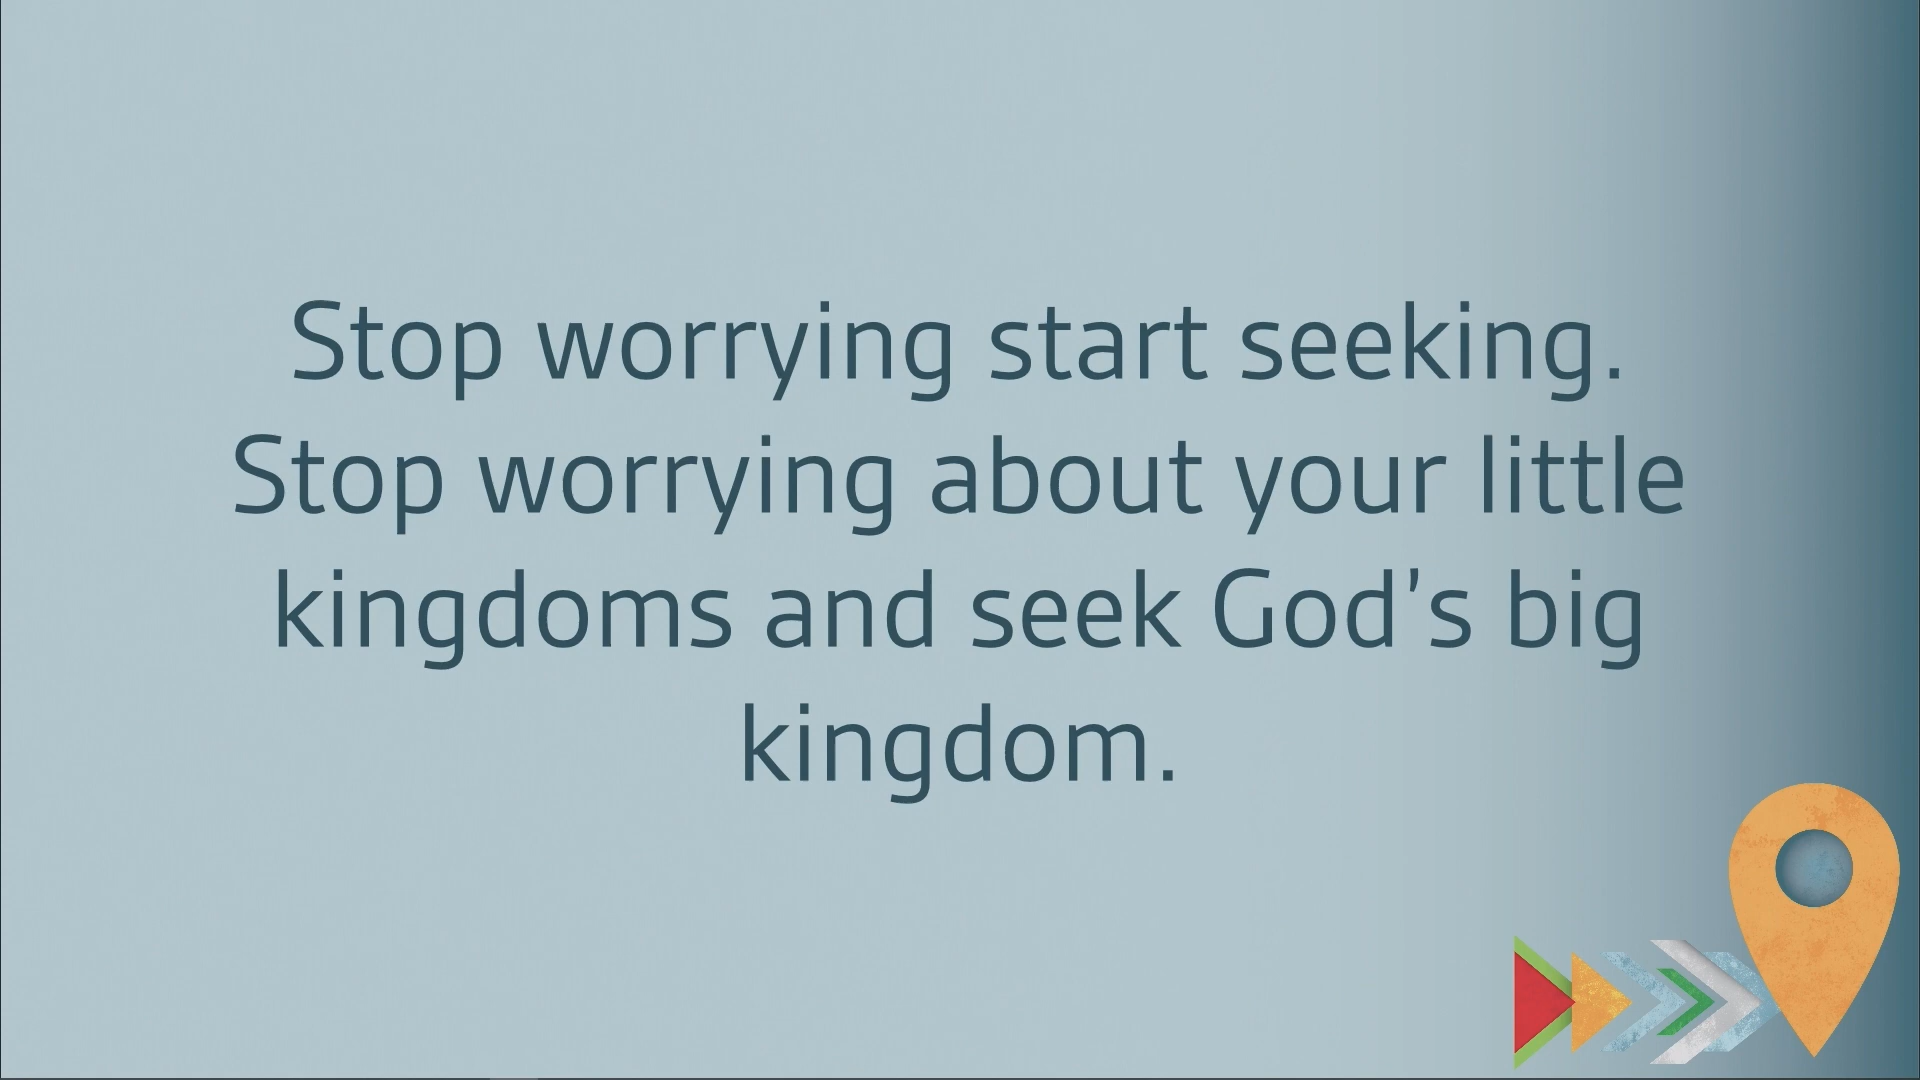 Stop worrying start seeking.
Stop worrying about your little
kingdoms and seek God’s big
kingdom.